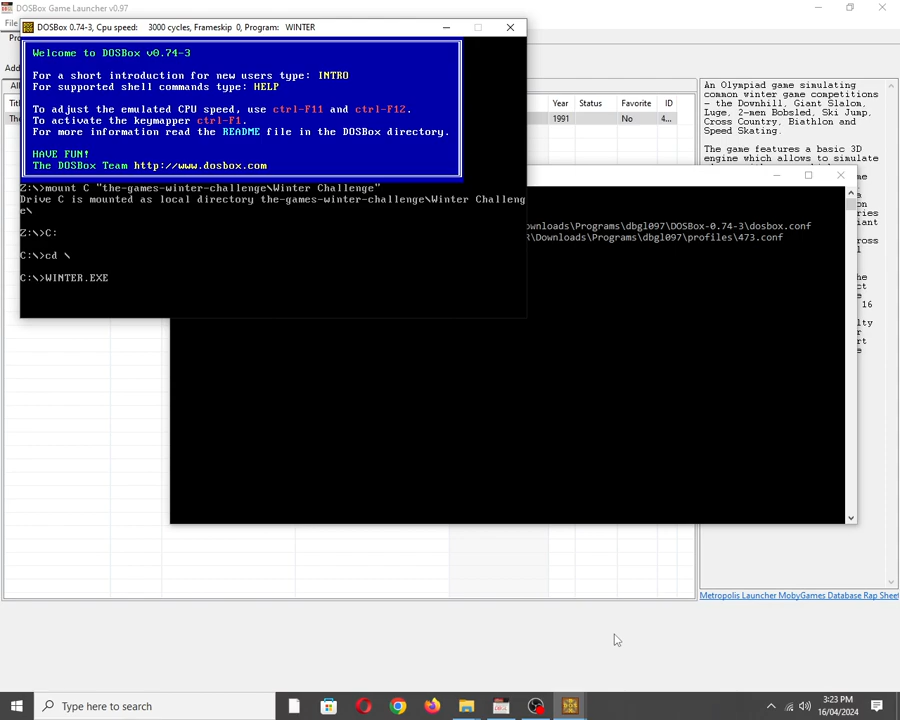 DOSBox Game Launcher v0.97
File
DOSBox 0.74-3, Cpu speed: 3000 cycles, Frameskip 0, Program: WINTER
Welcome to DOSBox v0.74-3
For a short introduction for new users type: INTRO
For supported shell commands type: HELP
To adjust the emulated CPU speed, use ctrl-F11 and ctrl-F12.
To activate the keymapper ctrl-F1.
For more information read the README file in the DOSBox directory.
HAVE FUN!
The DOSBox Team http://www.dosbox.com
Z:\>mount C "the-games-winter-challenge\Winter Challenge"
Drive C is mounted as local directory the-games-winter-challenge\Winter Challeng
e\
Z:\>C:
C:\>cd \
C:\>WINTER.EXE
Year Status Favorite ID
1991 No 4...
ownloads\Programs\dbgl097\DOSBox-0.74-3\dosbox.conf
\Downloads\Programs\dbgl097\profiles\473.conf
An Olympiad game simulating
common winter game competitions
- the Downhill, Giant Slalom,
Luge, 2-men Bobsled, Ski Jump,
Cross Country, Biathlon and
Speed Skating.
The game features a basic 3D
engine which allows to simulate
Metropolis Launcher MobyGames Database Rap Sheet
Type here to search
3:23 PM
16/04/2024